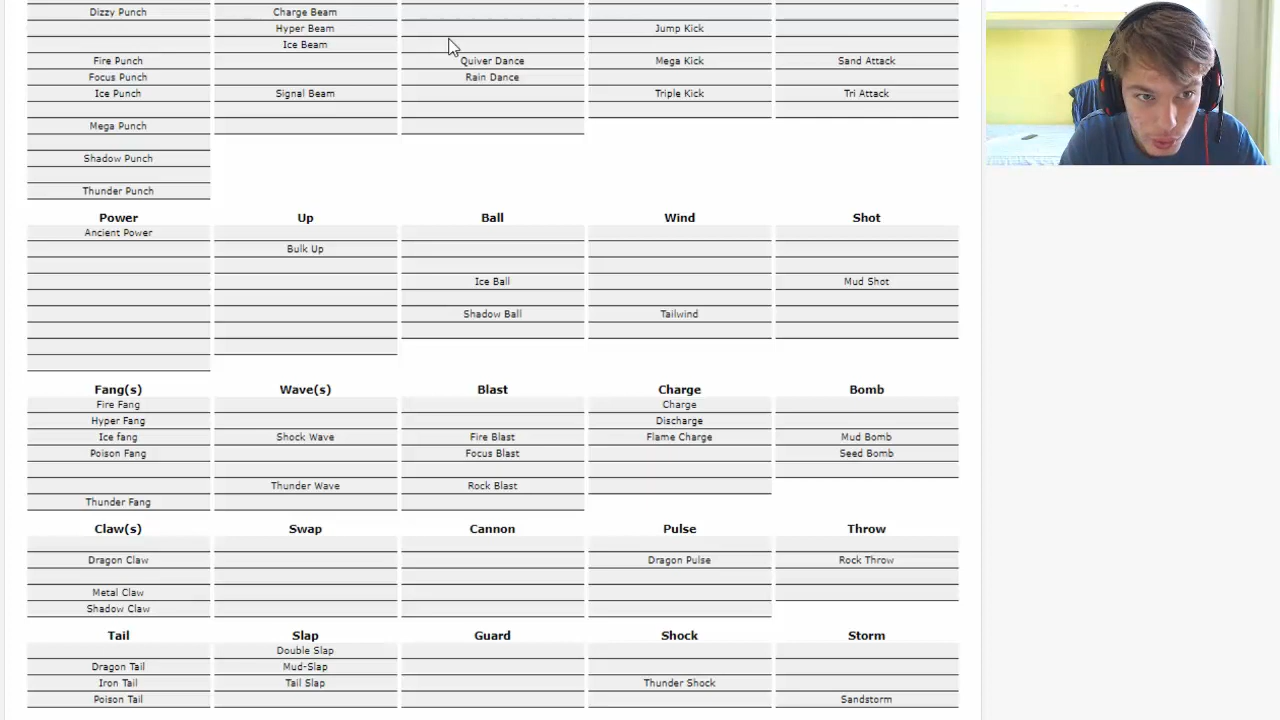 Dizzy Punch Charge Beam
Hyper Beam Jump Kick
Ice Beam
Fire Punch Quiver Dance Mega Kick Sand Attack
Focus Punch Rain Dance
Ice Punch Signal Beam Triple Kick Tri Attack
Mega Punch
Shadow Punch
Thunder Punch
Power Up Ball Wind Shot
Ancient Power
Bulk Up
Ice Ball Mud Shot
Shadow Ball Tailwind
Fang(s) Wave(s) Blast Charge Bomb
Fire Fang Charge
Hyper Fang Discharge
Ice fang Shock Wave Fire Blast Flame Charge Mud Bomb
Poison Fang Focus Blast Seed Bomb
Thunder Wave Rock Blast
Thunder Fang
Claw(s) Swap Cannon Pulse Throw
Dragon Claw Dragon Pulse Rock Throw
Metal Claw
Shadow Claw
Tail Slap Guard Shock Storm
Double Slap
Dragon Tail Mud-Slap
Iron Tail Tail Slap Thunder Shock
Poison Tail Sandstorm